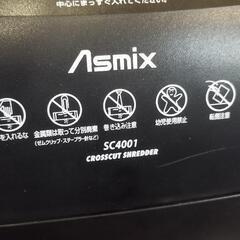 中心にまっすぐ入れてください。
Asmix
を入れるな
金属類は取って分別廃棄
(ゼムクリップ・ステープラー針など)
巻き込み注意
幼児使用禁止
転倒注意
SC4001
CROSSCUT SHREDDER